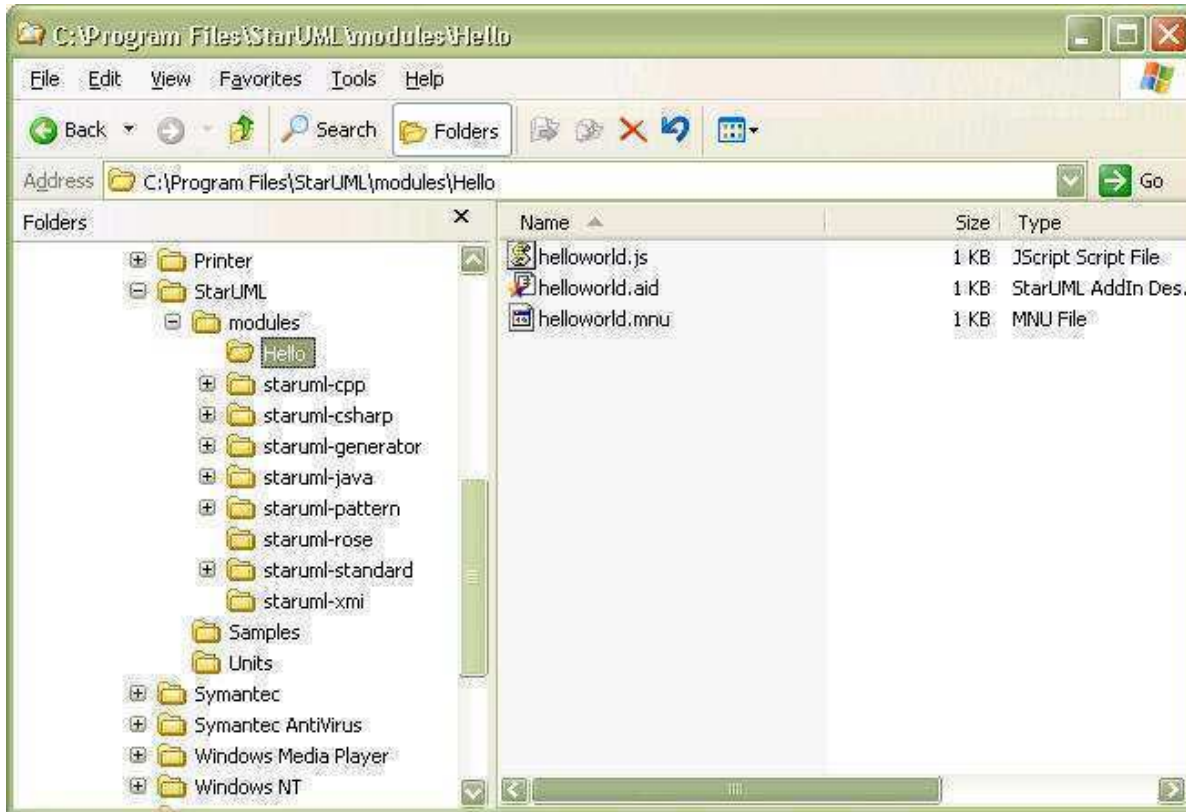 C:\Program Files\StarUML\modules\Hello
File Edit View Favorites Tools Help
Back Search Folders
Address C:\Program Files\StarUML\modules\Hello Go
Folders x
Printer
StarUML
modules
Hello
staruml-cpp
staruml-csharp
staruml-generator
staruml-java
staruml-pattern
staruml-rose
staruml-standard
staruml-xmi
Samples
Units
Symantec
Symantec AntiVirus
Windows Media Player
Windows NT
Name Size Type
helloworld.js 1 KB JScript Script File
helloworld.aid 1 KB StarUML AddIn Des.
helloworld.mnu 1 KB MNU File